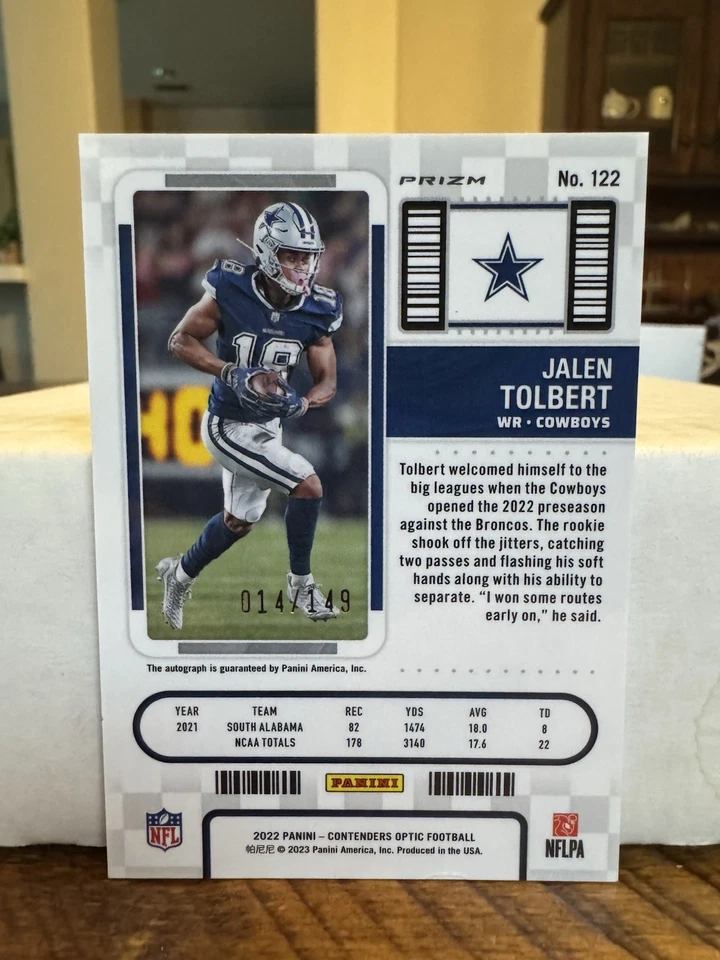 PRIZM No. 122
JALEN
TOLBERT
WR • COWBOYS
Tolbert welcomed himself to the
big leagues when the Cowboys
opened the 2022 preseason
against the Broncos. The rookie
shook off the jitters, catching
two passes and flashing his soft
hands along with his ability to
separate. “I won some routes
early on,” he said.
18
18
HO
014/149
The autograph is guaranteed by Panini America, Inc.
YEAR TEAM REC YDS AVG TD
2021 SOUTH ALABAMA 82 1474 18.0 8
NCAA TOTALS 178 3140 17.6 22
PANINI
NFL
NFLPA
2022 PANINI – CONTENDERS OPTIC FOOTBALL
帕尼尼 © 2023 Panini America, Inc. Produced in the USA.